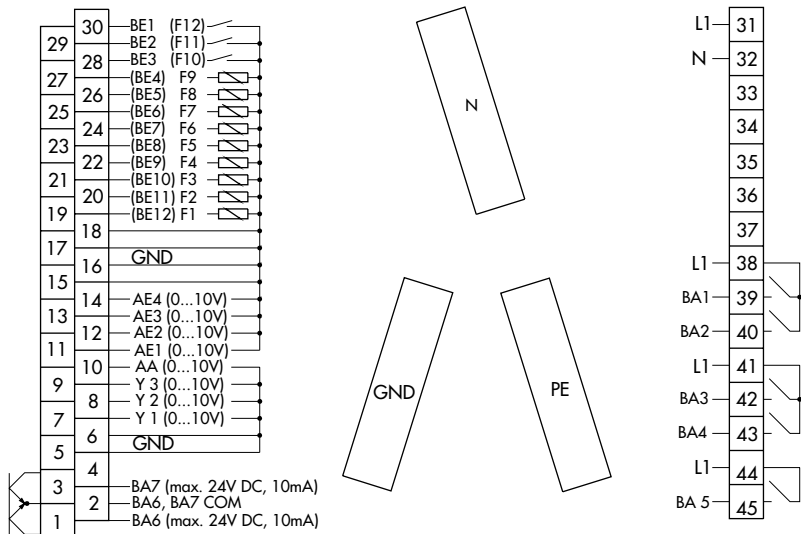 30 BE1 (F12)
29 BE2 (F11)
28 BE3 (F10)
27 (BE4) F9
26 (BE5) F8
25 (BE6) F7
24 (BE7) F6
23 (BE8) F5
22 (BE9) F4
21 (BE10) F3
20 (BE11) F2
19 (BE12) F1
18
17
16 GND
15
14 AE4 (0...10V)
13 AE3 (0...10V)
12 AE2 (0...10V)
11 AE1 (0...10V)
10 AA (0...10V)
9 Y 3 (0...10V)
8 Y 2 (0...10V)
7 Y 1 (0...10V)
6
5 GND
4
3 BA7 (max. 24V DC, 10mA)
2 BA6, BA7 COM
1 BA6 (max. 24V DC, 10mA)
N
GND
PE
L1 31
N 32
33
34
35
36
37
L1 38
BA1 39
BA2 40
L1 41
BA3 42
BA4 43
L1 44
BA 5 45